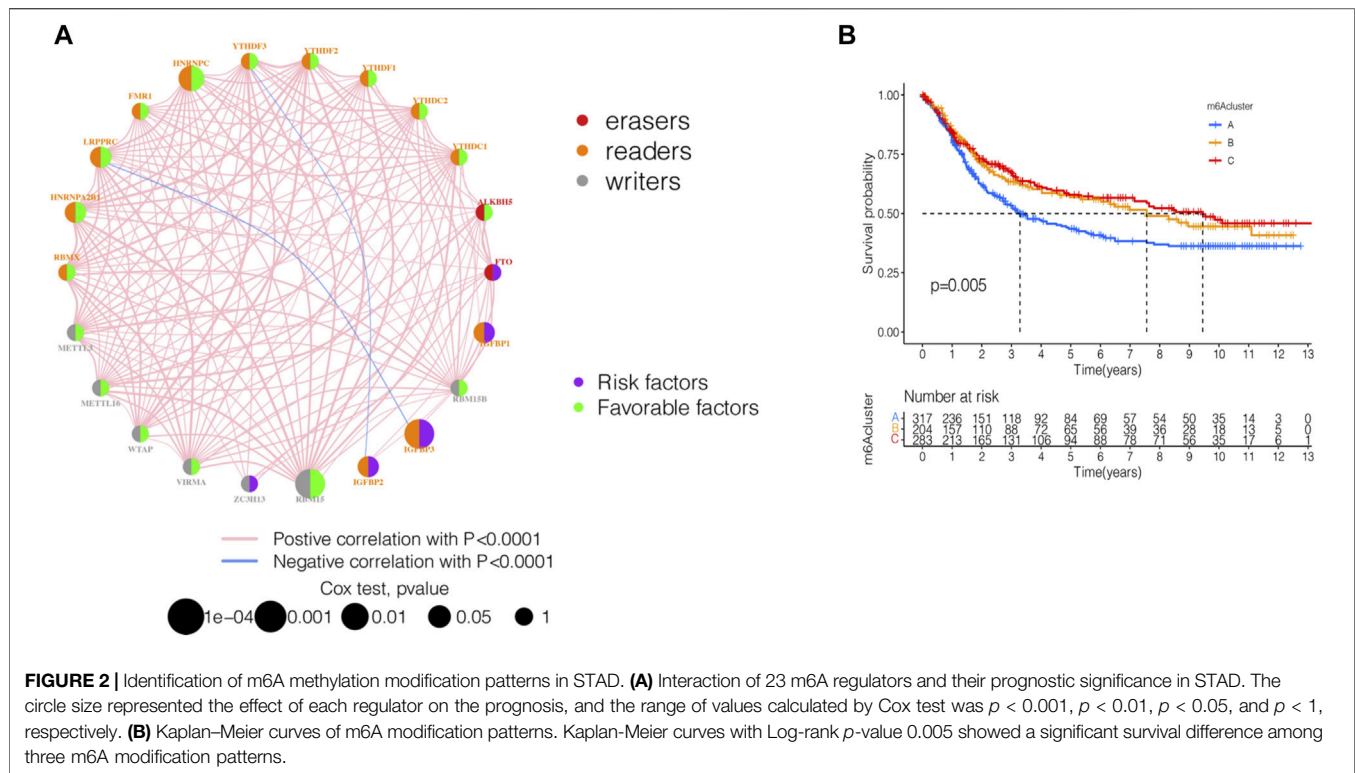 A
YTHDF3
YTHDF2
HNRNPC
YTHDF1
FMR1
YTHDC2
LRPPRC
YTHDC1
HNRNPA2B1
ALKBH5
RBMX
FTO
METTL3
IGFBP1
METTL16
RBM15B
WTAP
IGFBP3
VIRMA
IGFBP2
ZC3H13
RBM15
erasers
readers
writers
Risk factors
Favorable factors
Postive correlation with P<0.0001
Negative correlation with P<0.0001
Cox test, pvalue
1e−04 0.001 0.01 0.05 1
B
m6Acluster
A
B
C
Survival probability
1.00
0.75
0.50
0.25
0.00
p=0.005
0 1 2 3 4 5 6 7 8 9 10 11 12 13
Time(years)
Number at risk
m6Acluster
A 317 236 151 118 92 84 69 57 54 50 35 14 3 0
B 204 157 110 88 72 65 56 39 36 28 18 13 5 0
C 283 213 165 131 106 94 88 78 71 56 35 17 6 1
0 1 2 3 4 5 6 7 8 9 10 11 12 13
Time(years)
FIGURE 2 | Identification of m6A methylation modification patterns in STAD. (A) Interaction of 23 m6A regulators and their prognostic significance in STAD. The
circle size represented the effect of each regulator on the prognosis, and the range of values calculated by Cox test was p < 0.001, p < 0.01, p < 0.05, and p < 1,
respectively. (B) Kaplan–Meier curves of m6A modification patterns. Kaplan-Meier curves with Log-rank p-value 0.005 showed a significant survival difference among
three m6A modification patterns.